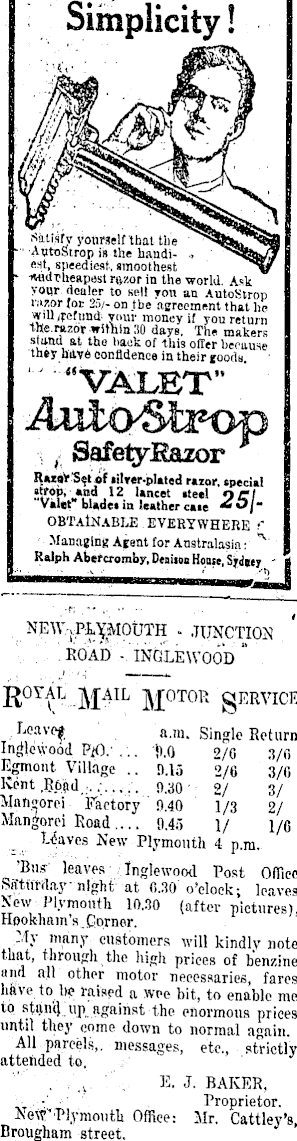 Simplicity!
Satisfy yourself that the
AutoStrop is the handi-
est, speediest, smoothest
and cheapest razor in the world. Ask
your dealer to sell you an AutoStrop
razor for 25/- on the agreement that he
will refund your money if you return
the razor within 30 days. The makers
stand at the back of this offer because
they have confidence in their goods.
"VALET"
AutoStrop
Safety Razor
Razor Set of silver-plated razor, special
strop, and 12 lancet steel
"Valet" blades in leather case 25/-
OBTAINABLE EVERYWHERE
Managing Agent for Australasia:
Ralph Abercromby, Denison House, Sydney
NEW PLYMOUTH - JUNCTION
ROAD - INGLEWOOD
ROYAL MAIL MOTOR SERVICE
Leaves a.m. Single Return
Inglewood P.O. ... 9.0 2/6 3/6
Egmont Village .. 9.15 2/6 3/6
Kent Road ..... 9.30 2/ 3/
Mangorei Factory 9.40 1/3 2/
Mangorei Road .... 9.45 1/ 1/6
Leaves New Plymouth 4 p.m.
'Bus leaves Inglewood Post Office
Saturday night at 6.30 o'clock; leaves
New Plymouth 10.30 (after pictures),
Hookham's Corner.
My many customers will kindly note
that, through the high prices of benzine
and all other motor necessaries, fares
have to be raised a wee bit, to enable me
to stand up against the enormous prices
until they come down to normal again.
All parcels, messages, etc., strictly
attended to.
E. J. BAKER,
Proprietor.
New Plymouth Office: Mr. Cattley's,
Brougham street.